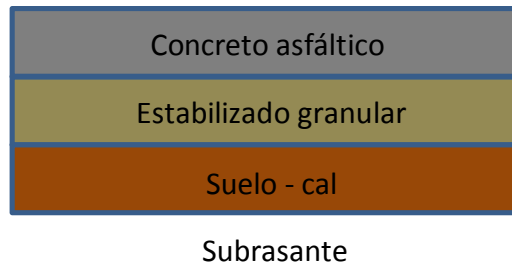 Concreto asfáltico
Estabilizado granular
Suelo - cal
Subrasante